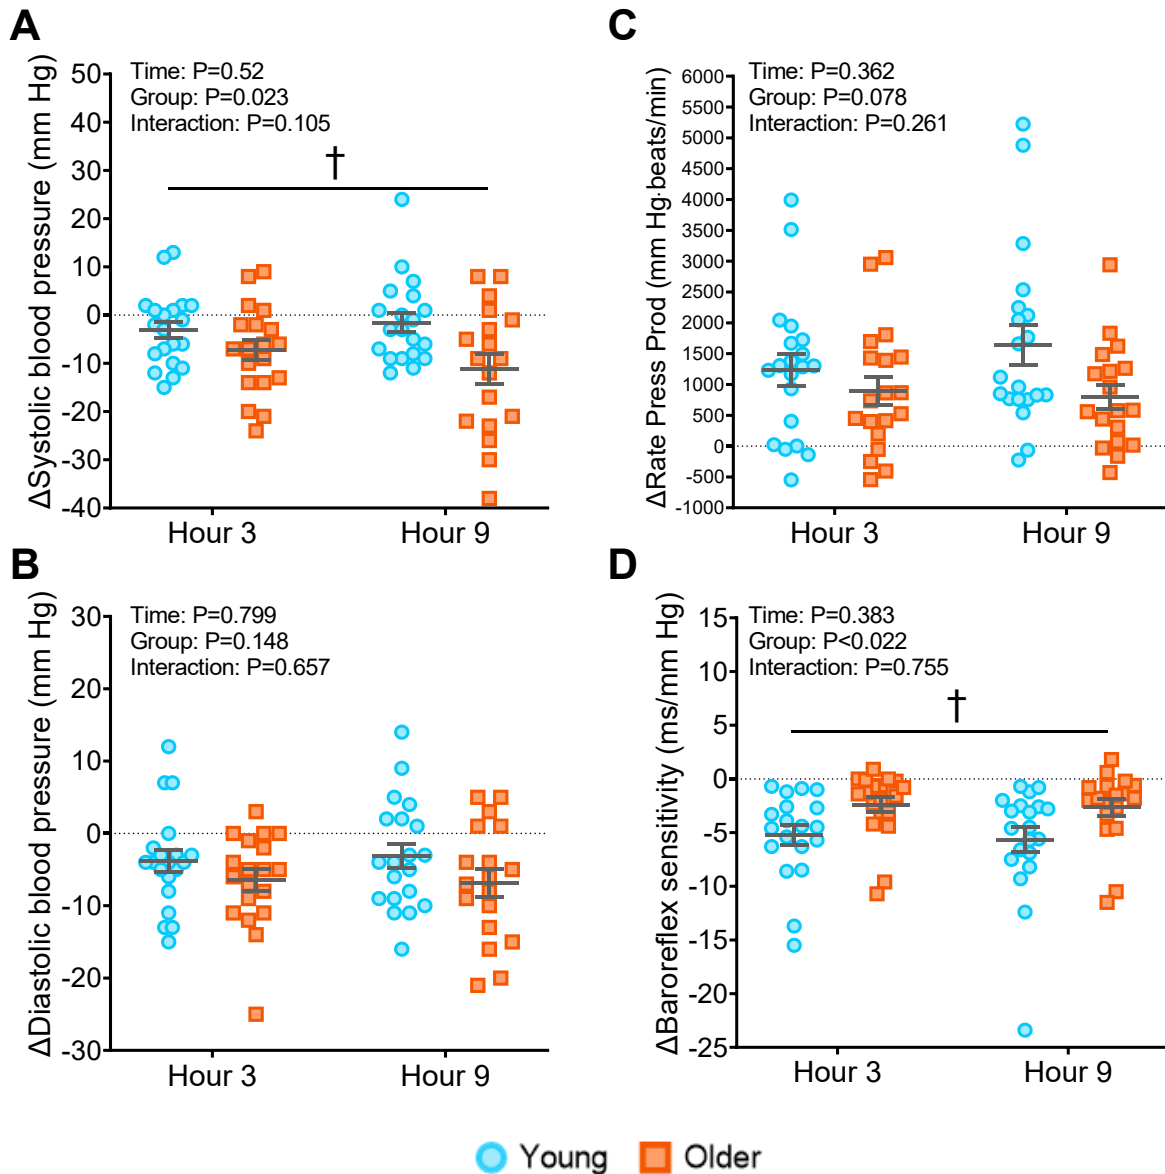 A
ΔSystolic blood pressure (mm Hg)
Time: P=0.52
Group: P=0.023
Interaction: P=0.105
†
50
40
30
20
10
0
-10
-20
-30
-40
Hour 3
Hour 9
B
ΔDiastolic blood pressure (mm Hg)
Time: P=0.799
Group: P=0.148
Interaction: P=0.657
30
20
10
0
-10
-20
-30
Hour 3
Hour 9
C
ΔRate Press Prod (mm Hg·beats/min)
Time: P=0.362
Group: P=0.078
Interaction: P=0.261
6000
5500
5000
4500
4000
3500
3000
2500
2000
1500
1000
500
0
-500
-1000
Hour 3
Hour 9
D
ΔBaroreflex sensitivity (ms/mm Hg)
Time: P=0.383
Group: P<0.022
Interaction: P=0.755
†
15
10
5
0
-5
-10
-15
-20
-25
Hour 3
Hour 9
Young
Older